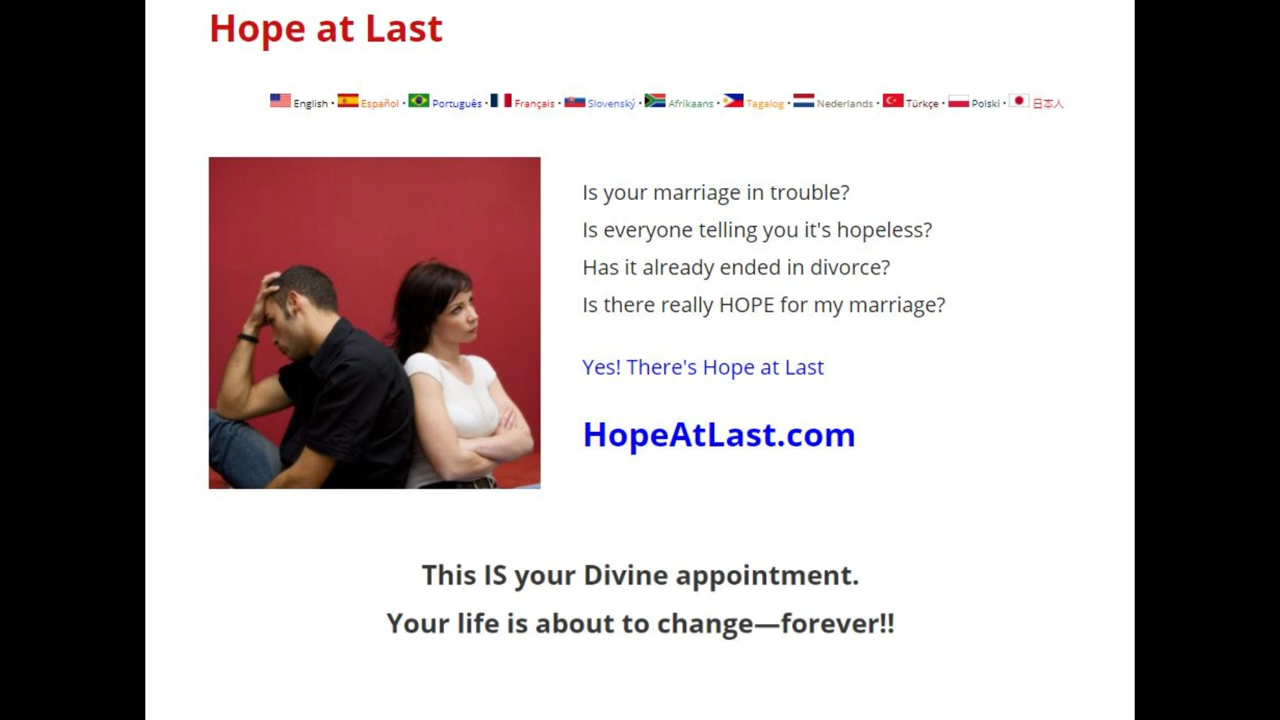 Hope at Last
English • Español • Português • Français • Slovenský • Afrikaans • Tagalog • Nederlands • Türkçe • Polski • 日本人
Is your marriage in trouble?
Is everyone telling you it's hopeless?
Has it already ended in divorce?
Is there really HOPE for my marriage?
Yes! There's Hope at Last
HopeAtLast.com
This IS your Divine appointment.
Your life is about to change—forever!!